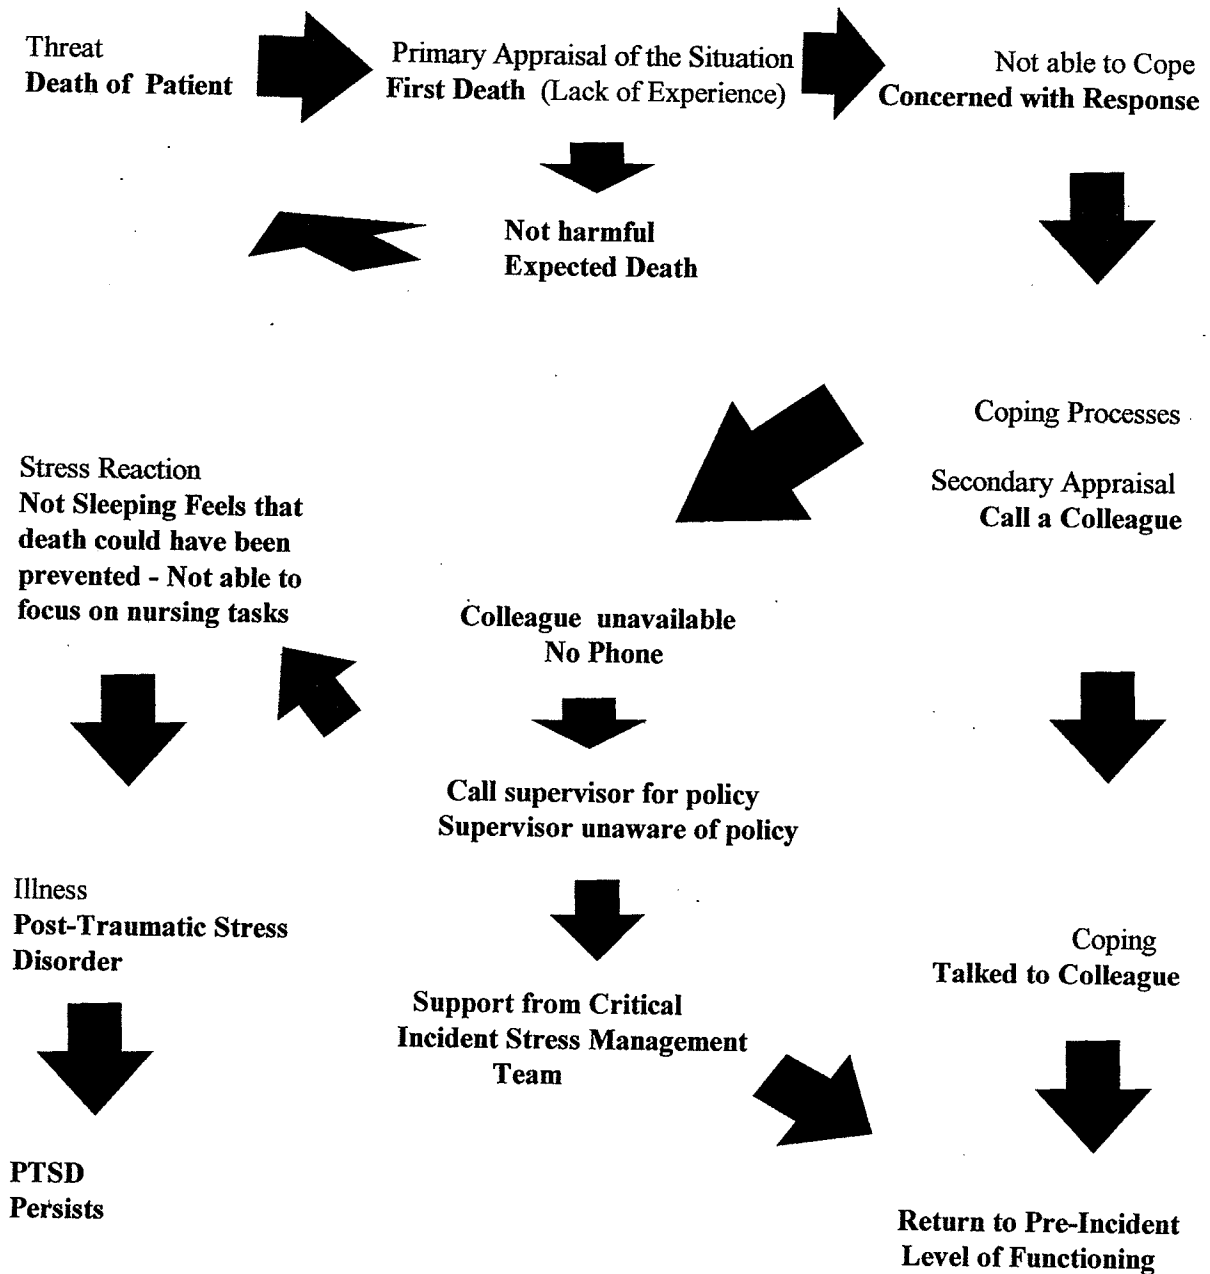 Threat
Death of Patient
Primary Appraisal of the Situation
First Death (Lack of Experience)
Not able to Cope
Concerned with Response
Not harmful
Expected Death
Coping Processes
Secondary Appraisal
Call a Colleague
Stress Reaction
Not Sleeping Feels that
death could have been
prevented - Not able to
focus on nursing tasks
Colleague unavailable
No Phone
Call supervisor for policy
Supervisor unaware of policy
Illness
Post-Traumatic Stress
Disorder
Coping
Talked to Colleague
Support from Critical
Incident Stress Management
Team
PTSD
Persists
Return to Pre-Incident
Level of Functioning